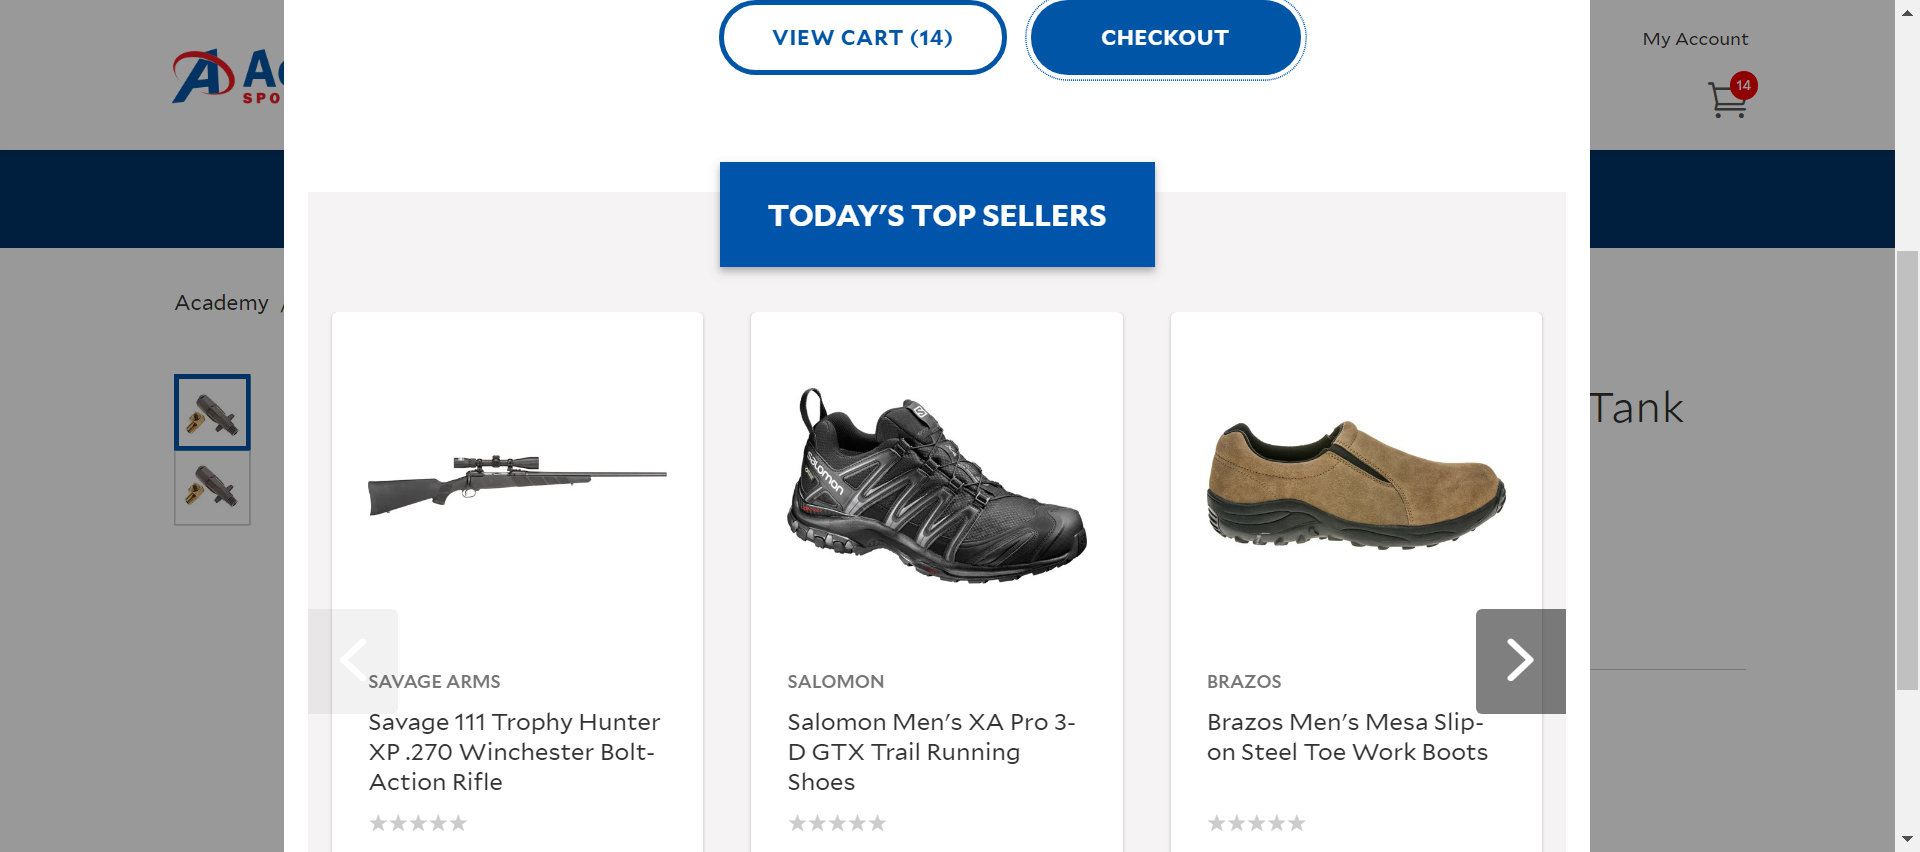 VIEW CART (14)
CHECKOUT
My Account
A
SPO
14
TODAY'S TOP SELLERS
Academy /
Tank
SAVAGE ARMS
Savage 111 Trophy Hunter
XP .270 Winchester Bolt-
Action Rifle
SALOMON
Salomon Men's XA Pro 3-
D GTX Trail Running
Shoes
BRAZOS
Brazos Men's Mesa Slip-
on Steel Toe Work Boots
salomon